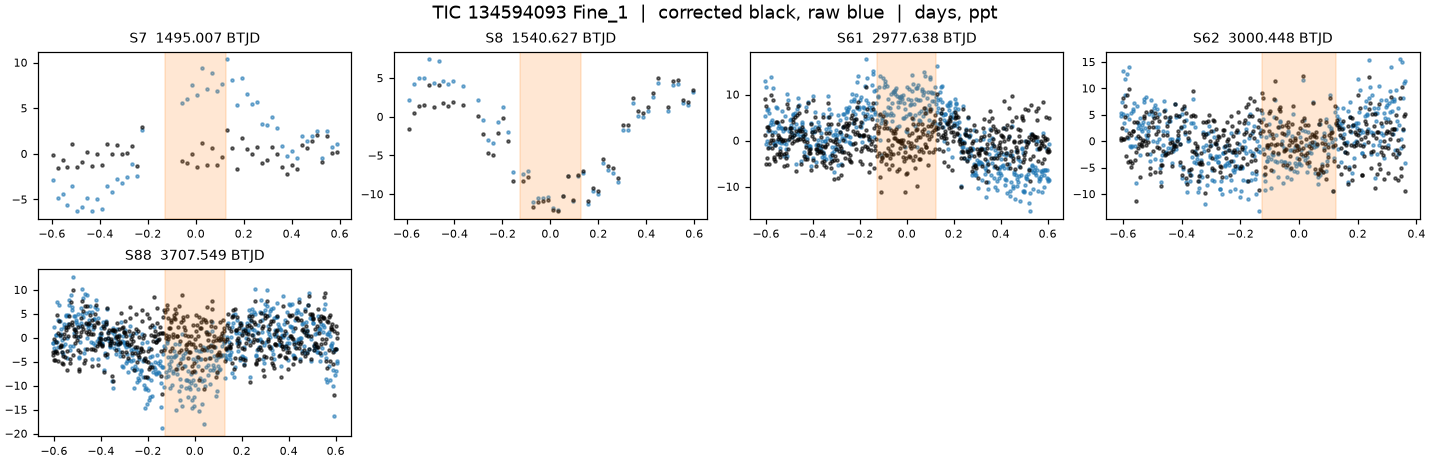 TIC 134594093 Fine_1 | corrected black, raw blue | days, ppt
S7 1495.007 BTJD
S8 1540.627 BTJD
S61 2977.638 BTJD
S62 3000.448 BTJD
10
5
0
−5
−0.6 −0.4 −0.2 0.0 0.2 0.4 0.6
5
0
−5
−10
−0.6 −0.4 −0.2 0.0 0.2 0.4 0.6
10
0
−10
−0.6 −0.4 −0.2 0.0 0.2 0.4 0.6
15
10
5
0
−5
−10
−0.6 −0.4 −0.2 0.0 0.2 0.4
S88 3707.549 BTJD
10
5
0
−5
−10
−15
−20
−0.6 −0.4 −0.2 0.0 0.2 0.4 0.6